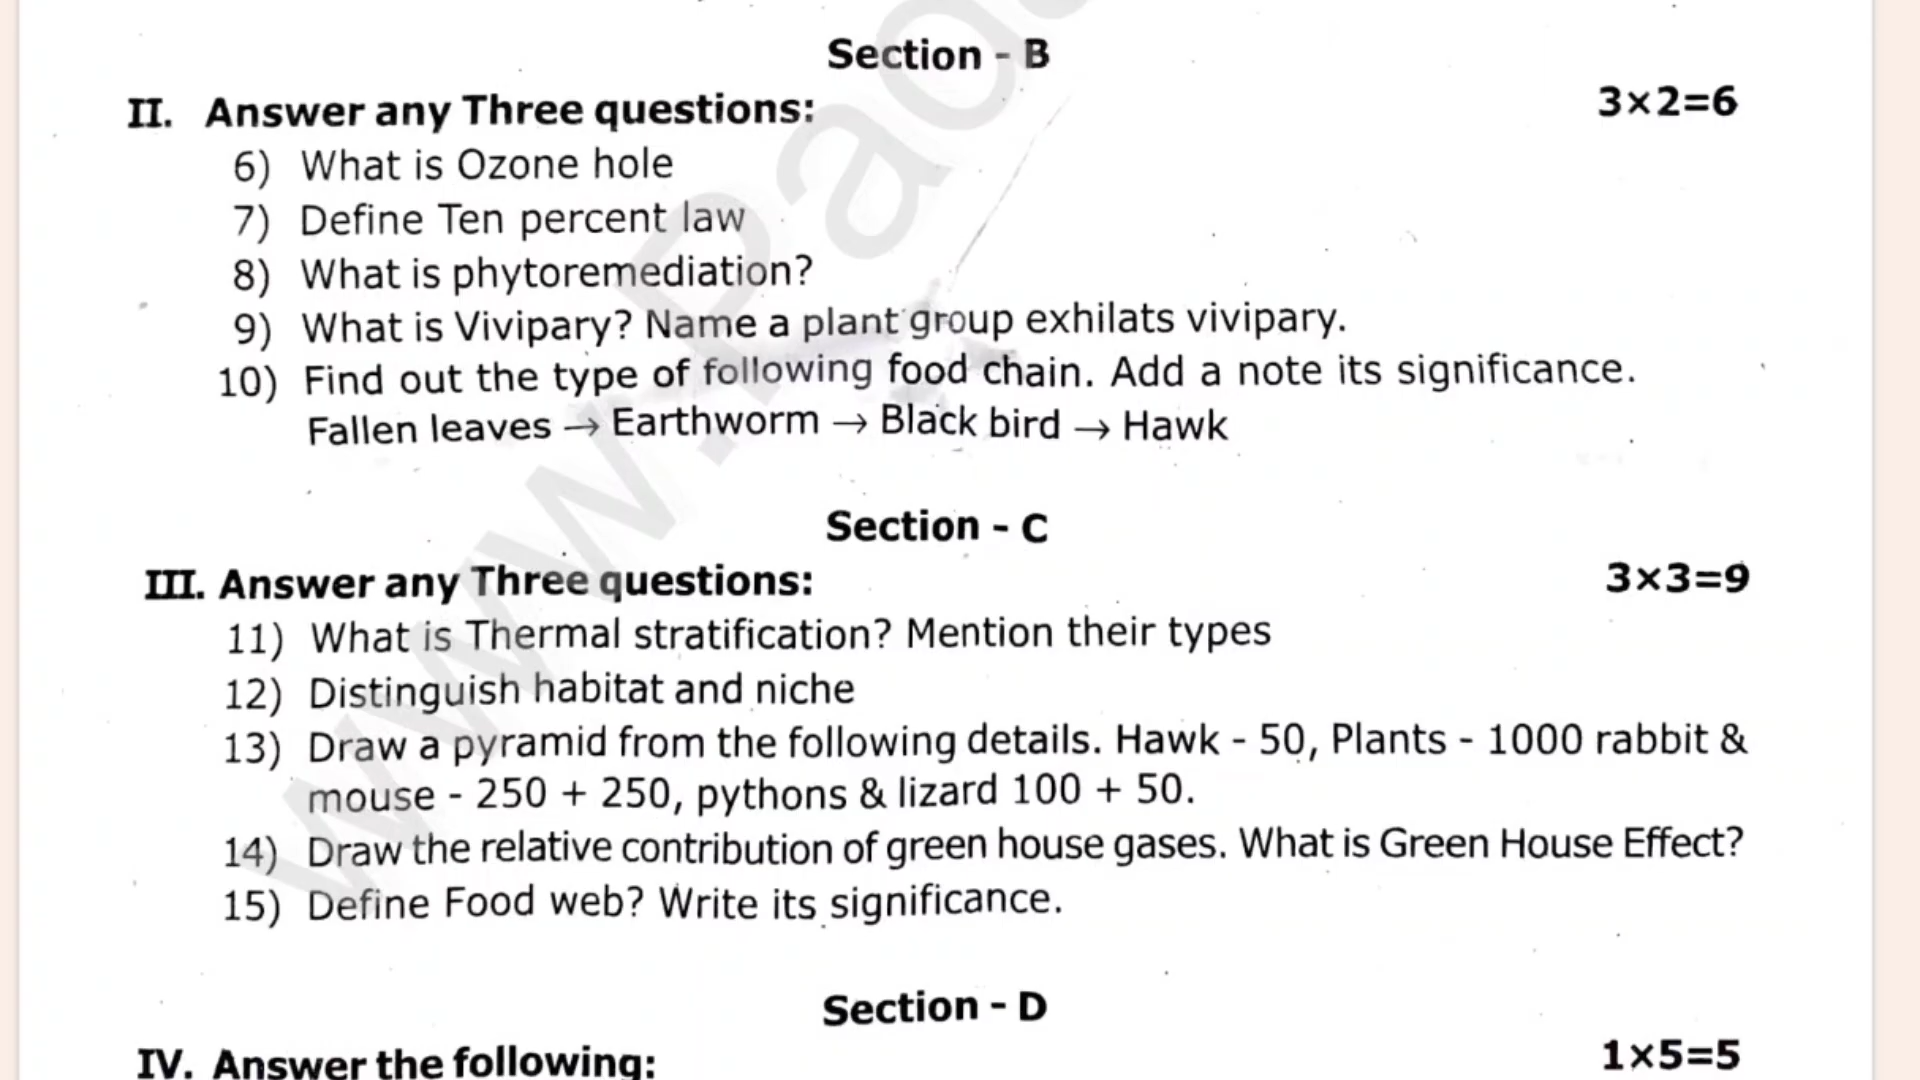 Section - B
II. Answer any Three questions: 3×2=6
6) What is Ozone hole
7) Define Ten percent law
8) What is phytoremediation?
9) What is Vivipary? Name a plant group exhilats vivipary.
10) Find out the type of following food chain. Add a note its significance.
Fallen leaves → Earthworm → Black bird → Hawk
Section - C
III. Answer any Three questions: 3×3=9
11) What is Thermal stratification? Mention their types
12) Distinguish habitat and niche
13) Draw a pyramid from the following details. Hawk - 50, Plants - 1000 rabbit &
mouse - 250 + 250, pythons & lizard 100 + 50.
14) Draw the relative contribution of green house gases. What is Green House Effect?
15) Define Food web? Write its significance.
Section - D
IV. Answer the following: 1×5=5
www.Pad